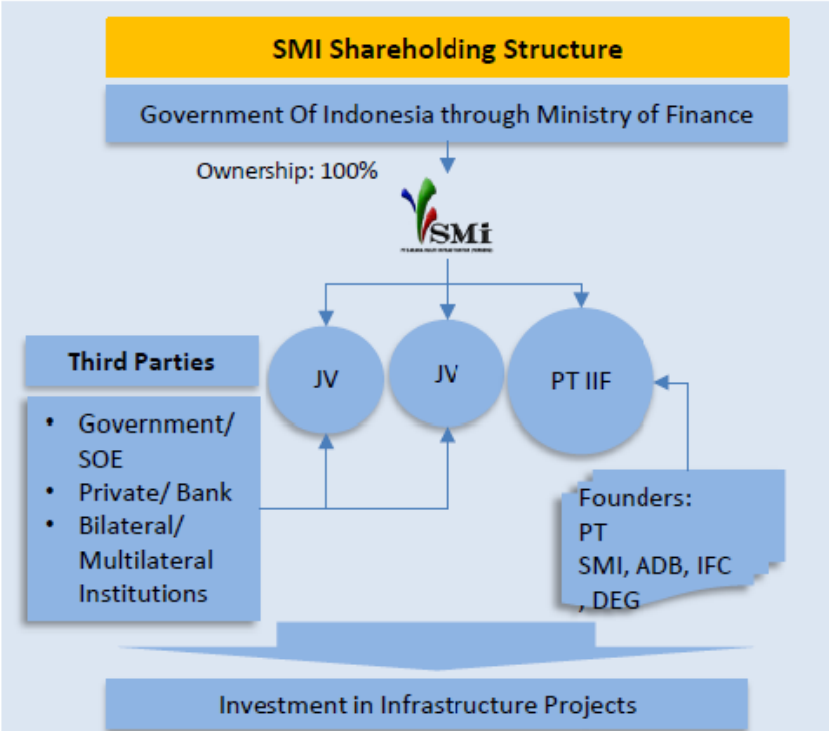 SMI Shareholding Structure
Government Of Indonesia through Ministry of Finance
Ownership: 100%
SMi
Third Parties
• Government/
SOE
• Private/ Bank
• Bilateral/
Multilateral
Institutions
JV
JV
PT IIF
Founders:
PT
SMI, ADB, IFC
, DEG
Investment in Infrastructure Projects